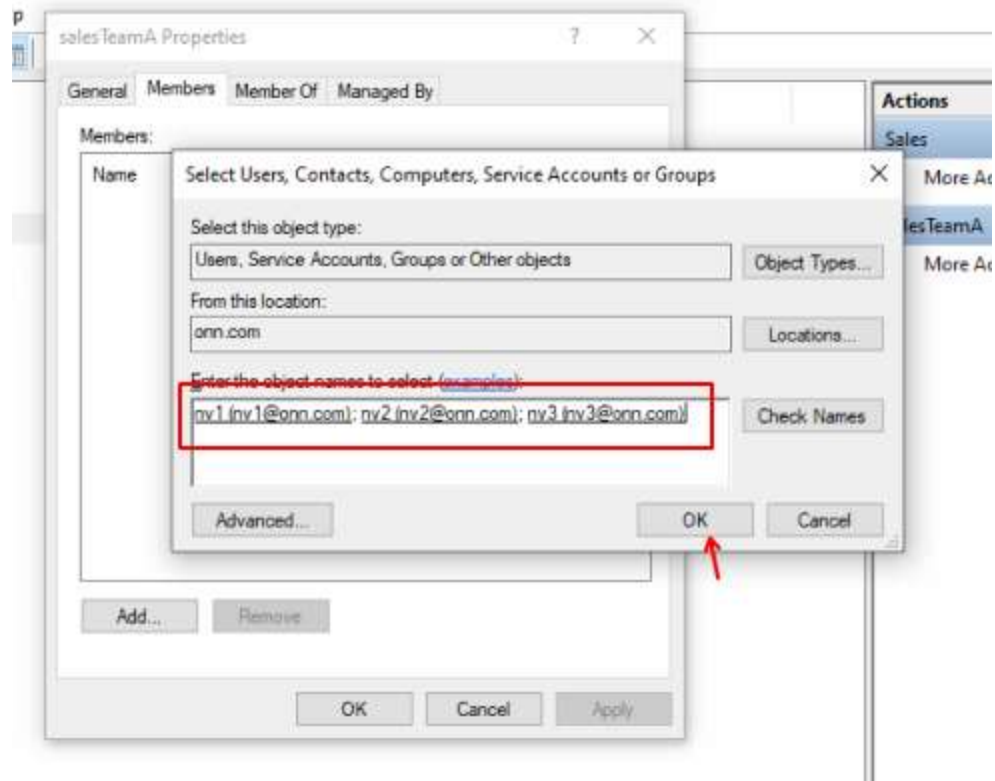 p
salesTeamA Properties ?
General Members Member Of Managed By
Members:
Name
Select Users, Contacts, Computers, Service Accounts or Groups
Select this object type:
Users, Service Accounts, Groups or Other objects Object Types...
From this location:
onn.com Locations...
Enter the object names to select (examples):
nv1 (nv1@onn.com); nv2 (nv2@onn.com); nv3 (nv3@onn.com) Check Names
Advanced... OK Cancel
Add... Remove
OK Cancel Apply
Actions
Sales
More Ac
lesTeamA
More Ac